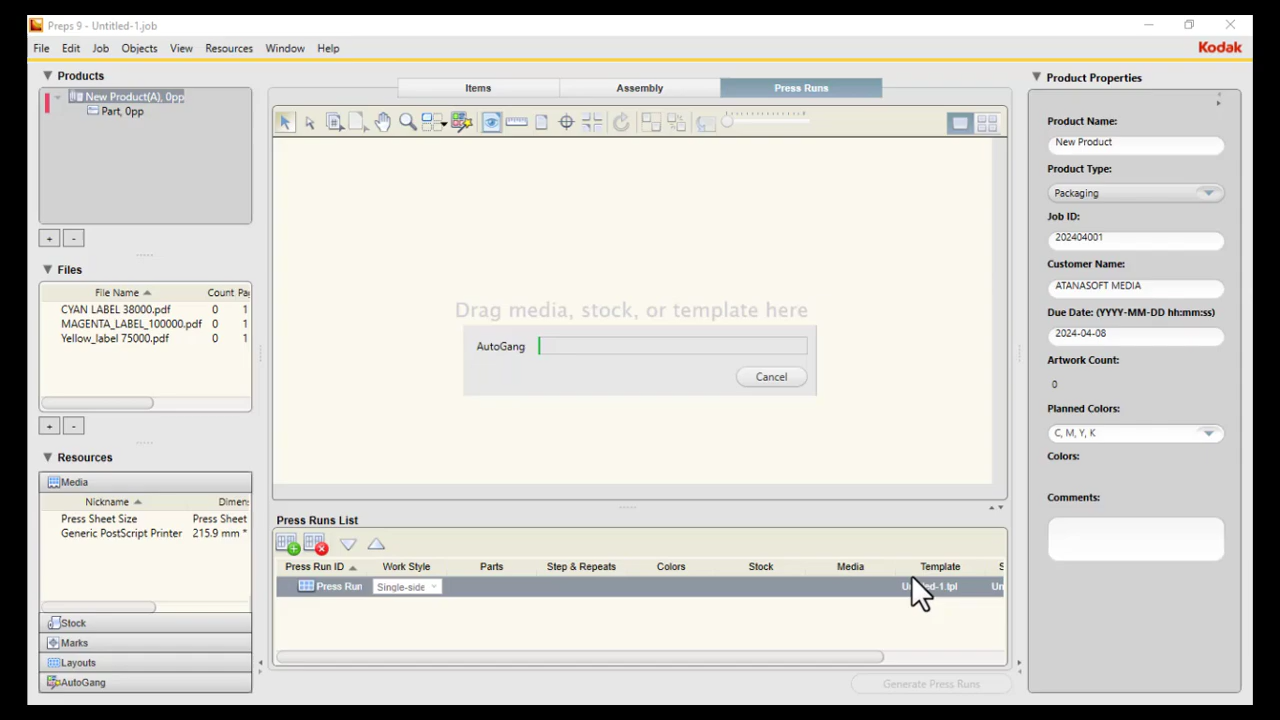 Preps 9 - Untitled-1.job
File Edit Job Objects View Resources Window Help
Kodak
Products
New Product(A), 0pp
Part, 0pp
+ -
Files
File Name Count Pa
CYAN LABEL 38000.pdf 0 1
MAGENTA_LABEL_100000.pdf 0 1
Yellow_label 75000.pdf 0 1
+ -
Resources
Media
Nickname Dimen
Press Sheet Size Press Sheet
Generic PostScript Printer 215.9 mm *
Stock
Marks
Layouts
AutoGang
Items Assembly Press Runs
Drag media, stock, or template here
AutoGang
Cancel
Press Runs List
Press Run ID Work Style Parts Step & Repeats Colors Stock Media Template S
Press Run Single-side
Generate Press Runs
Product Properties
Product Name:
New Product
Product Type:
Packaging
Job ID:
202404001
Customer Name:
ATANASOFT MEDIA
Due Date: (YYYY-MM-DD hh:mm:ss)
2024-04-08
Artwork Count:
0
Planned Colors:
C, M, Y, K
Colors:
Comments: